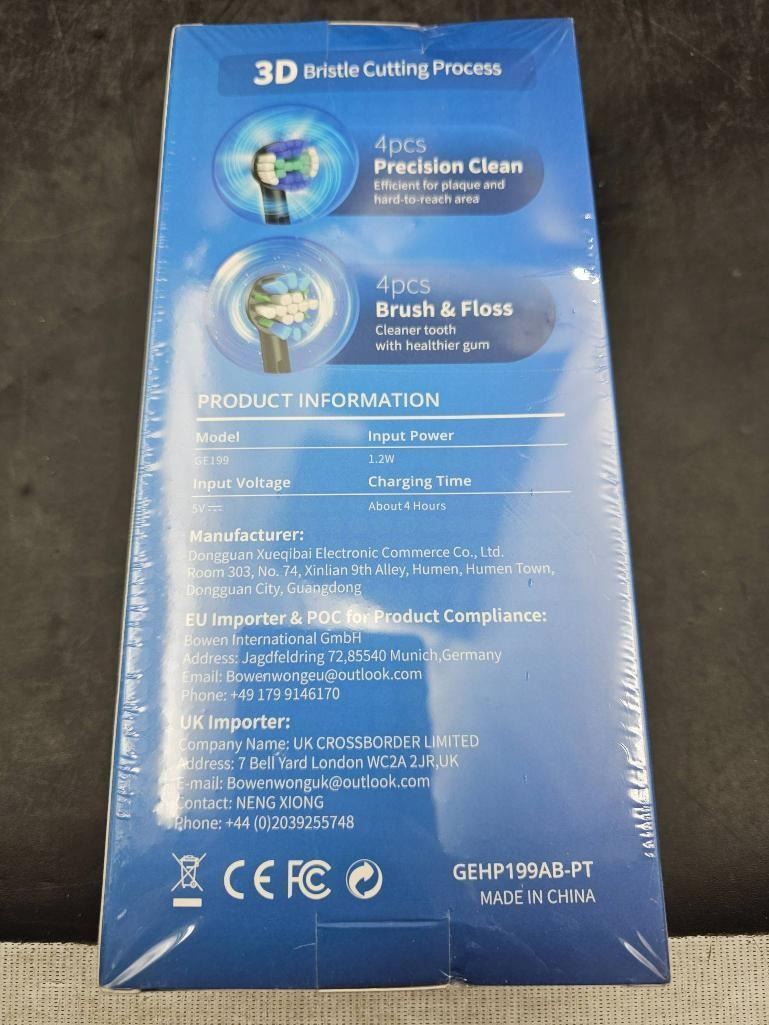 3D Bristle Cutting Process
4pcs
Precision Clean
Efficient for plaque and
hard-to-reach area
4pcs
Brush & Floss
Cleaner tooth
with healthier gum
PRODUCT INFORMATION
Model Input Power
GE199 1.2W
Input Voltage Charging Time
5V About 4 Hours
Manufacturer:
Dongguan Xueqibai Electronic Commerce Co., Ltd.
Room 303, No. 74, Xinlian 9th Alley, Humen, Humen Town,
Dongguan City, Guangdong
EU Importer & POC for Product Compliance:
Bowen International GmbH
Address: Jagdfeldring 72,85540 Munich,Germany
Email: Bowenwongeu@outlook.com
Phone: +49 179 9146170
UK Importer:
Company Name: UK CROSSBORDER LIMITED
Address: 7 Bell Yard London WC2A 2JR,UK
E-mail: Bowenwonguk@outlook.com
Contact: NENG XIONG
Phone: +44 (0)2039255748
CE FC
GEHP199AB-PT
MADE IN CHINA